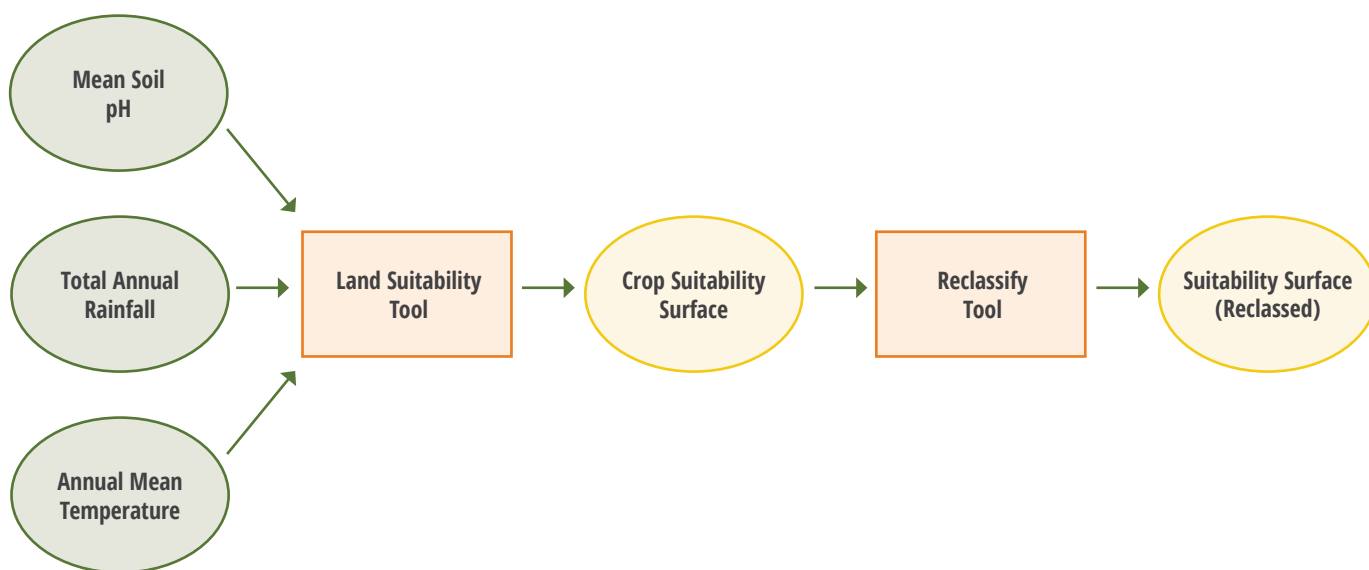 Mean Soil
pH
Total Annual
Rainfall
Annual Mean
Temperature
Land Suitability
Tool
Crop Suitability
Surface
Reclassify
Tool
Suitability Surface
(Reclassed)